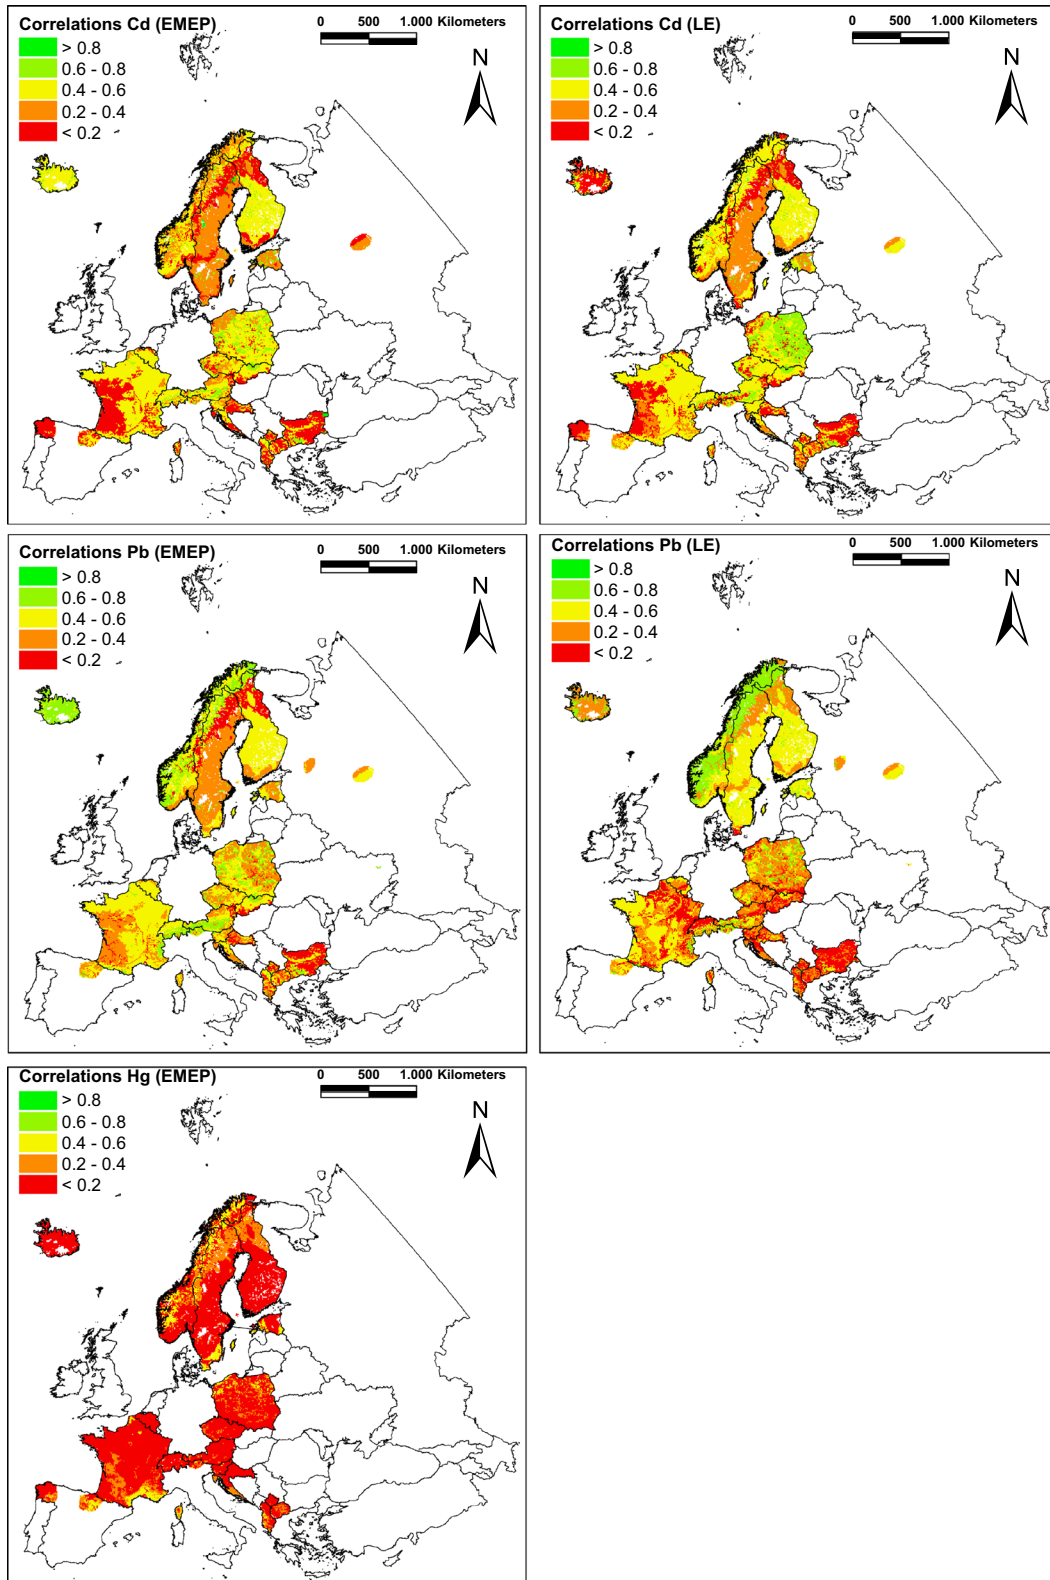 Correlations Cd (EMEP)
0 500 1.000 Kilometers
> 0.8
0.6 - 0.8
0.4 - 0.6
0.2 - 0.4
< 0.2
N
Correlations Cd (LE)
0 500 1.000 Kilometers
> 0.8
0.6 - 0.8
0.4 - 0.6
0.2 - 0.4
< 0.2
N
Correlations Pb (EMEP)
0 500 1.000 Kilometers
> 0.8
0.6 - 0.8
0.4 - 0.6
0.2 - 0.4
< 0.2
N
Correlations Pb (LE)
0 500 1.000 Kilometers
> 0.8
0.6 - 0.8
0.4 - 0.6
0.2 - 0.4
< 0.2
N
Correlations Hg (EMEP)
0 500 1.000 Kilometers
> 0.8
0.6 - 0.8
0.4 - 0.6
0.2 - 0.4
< 0.2
N